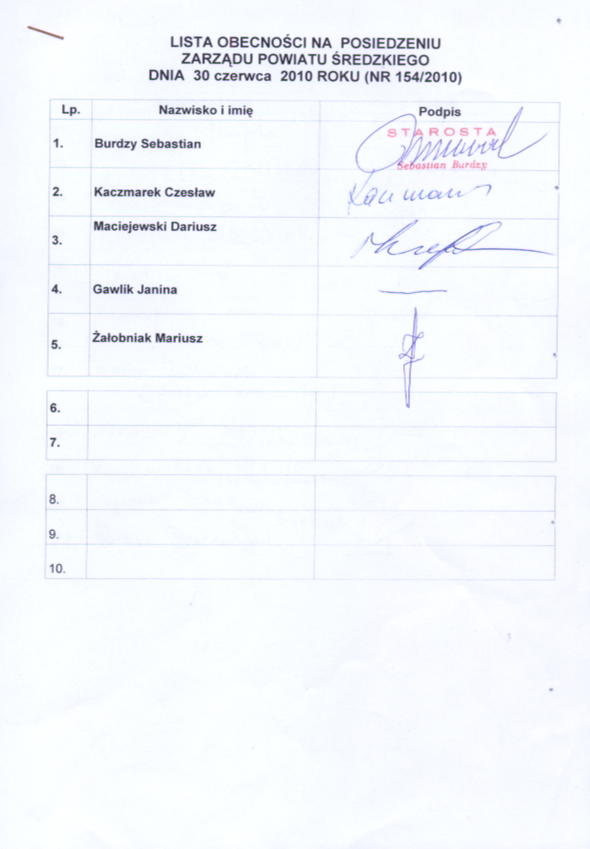 LISTA OBECNOŚCI NA POSIEDZENIU
ZARZĄDU POWIATU ŚREDZKIEGO
DNIA 30 czerwca 2010 ROKU (NR 154/2010)
Lp. Nazwisko i imię Podpis
1. Burdzy Sebastian
STAROSTA
Sebastian Burdzy
2. Kaczmarek Czesław
3. Maciejewski Dariusz
4. Gawlik Janina
5. Żałobniak Mariusz
6.
7.
8.
9.
10.